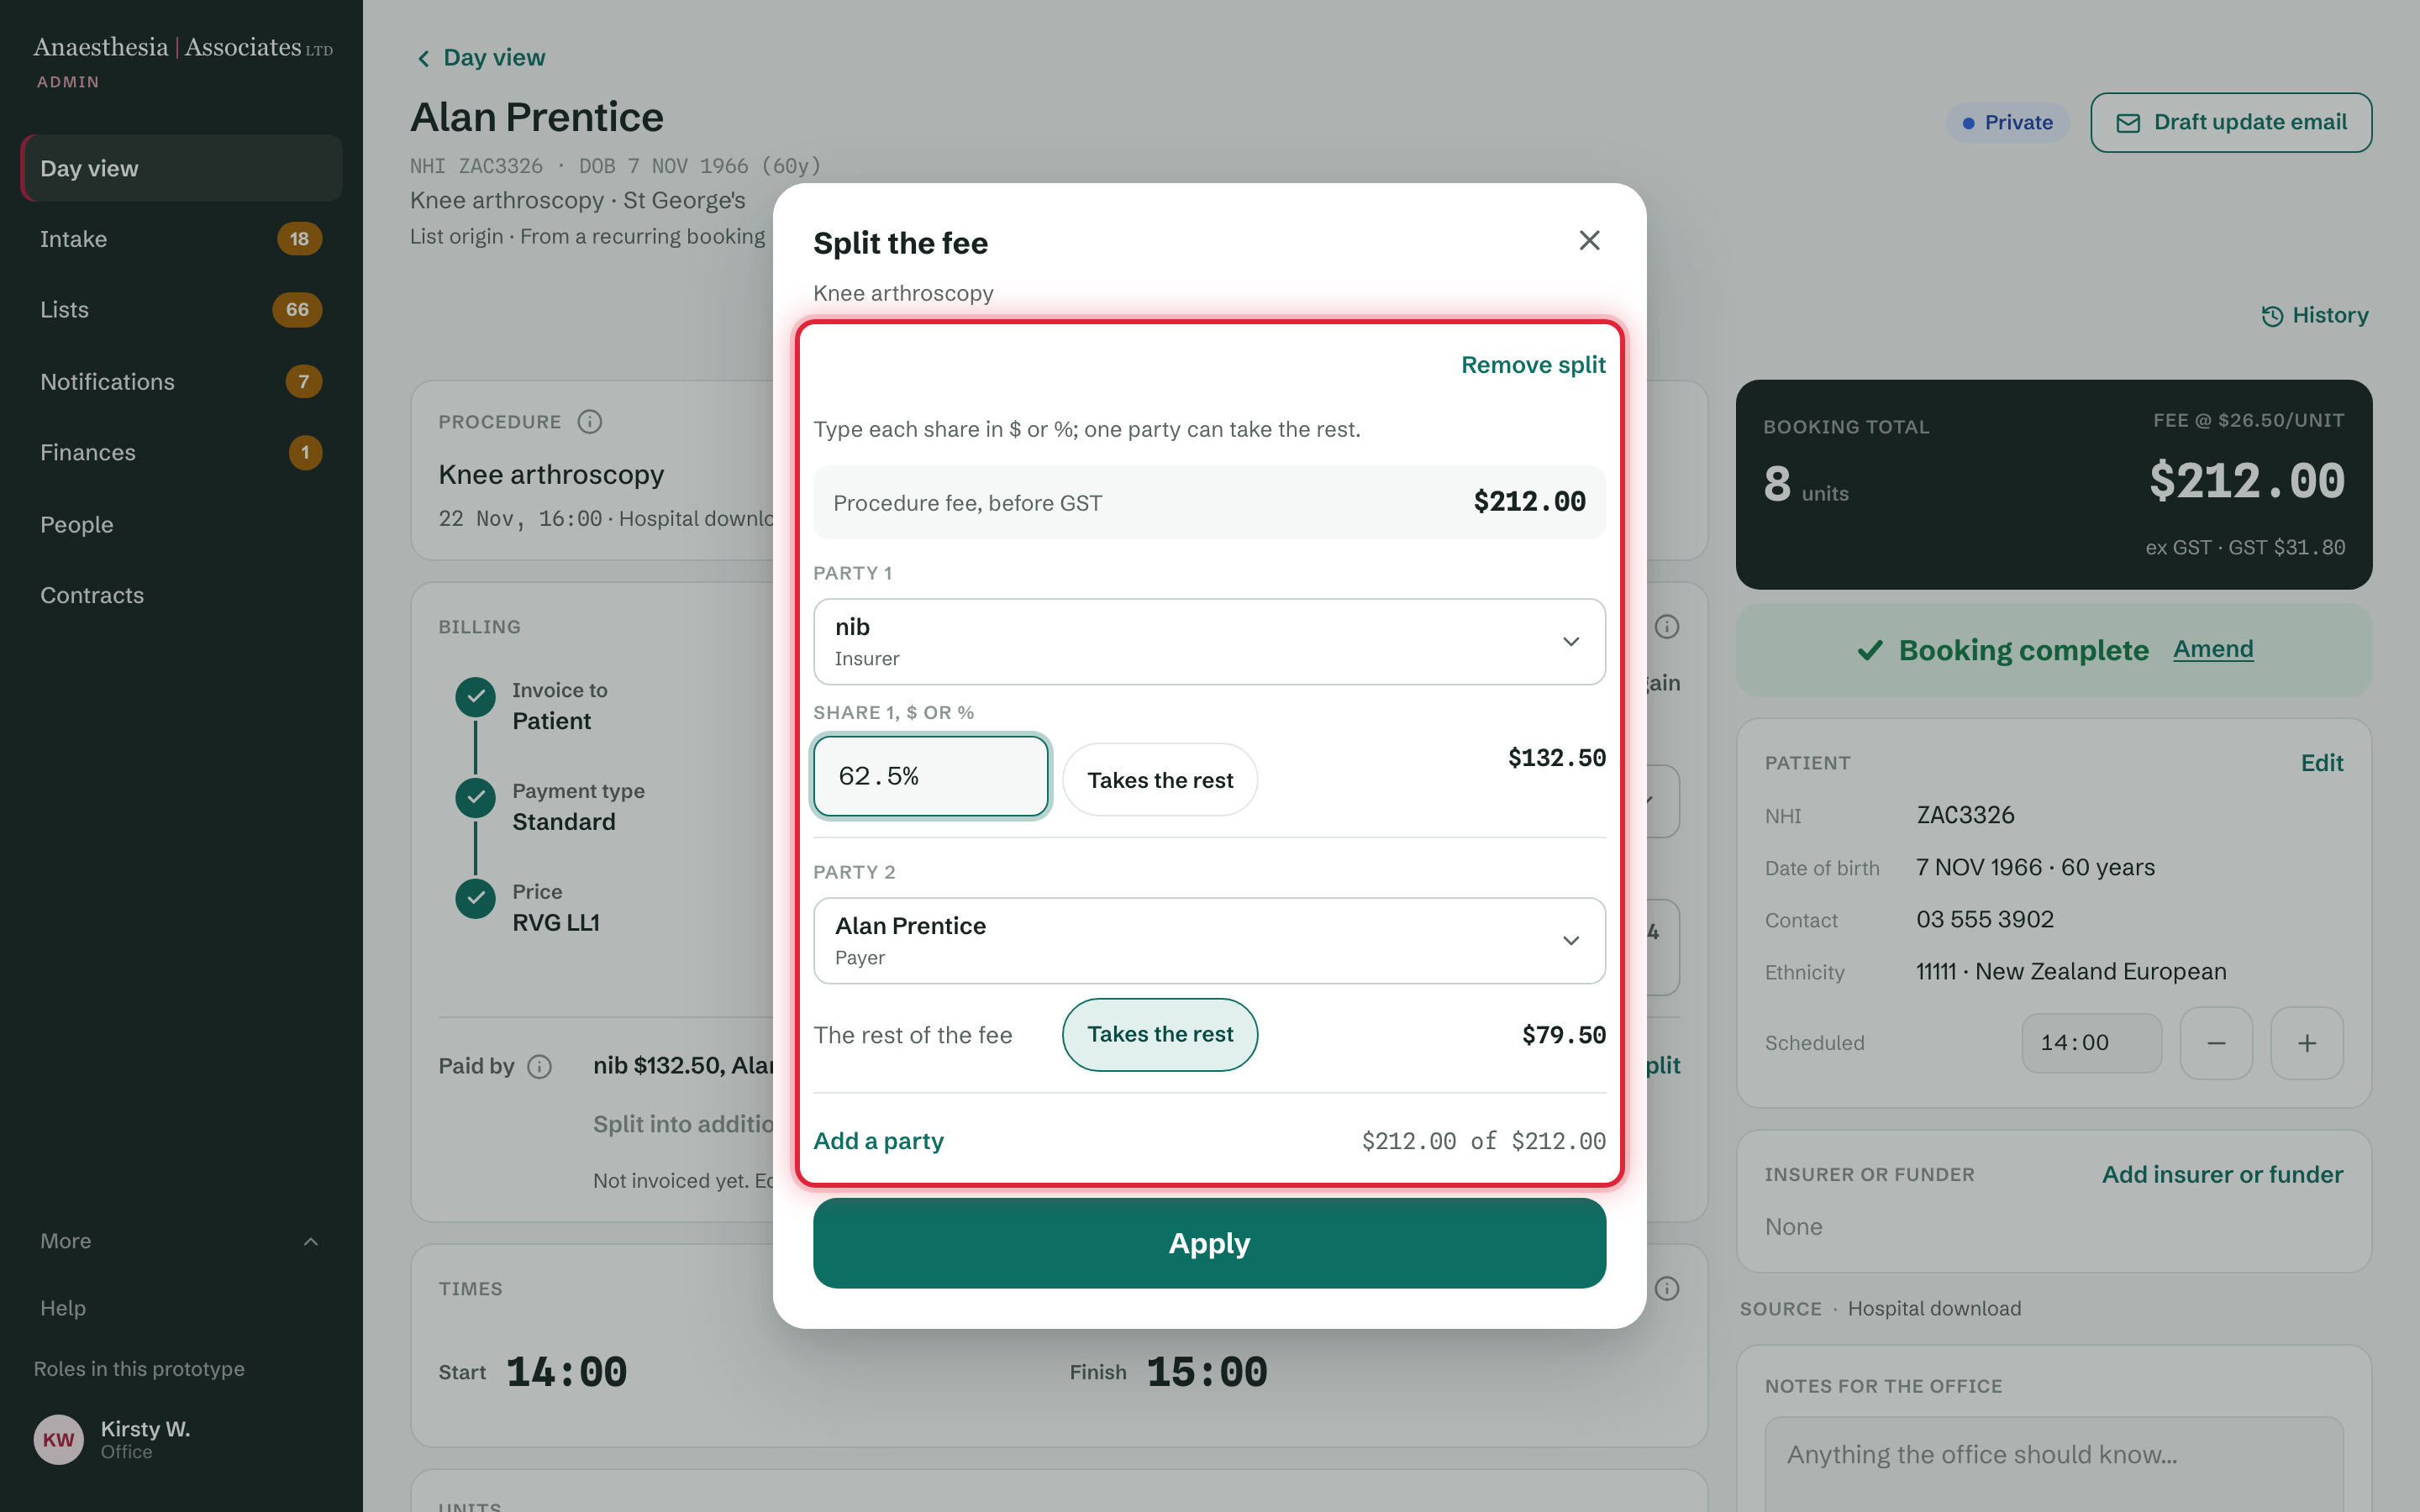 Anaesthesia | Associates LTD
ADMIN
Day view
Intake 18
Lists 66
Notifications 7
Finances 1
People
Contracts
More
Help
Roles in this prototype
KW
Kirsty W.
Office
Day view
Alan Prentice
NHI ZAC3326 · DOB 7 NOV 1966 (60y)
Knee arthroscopy · St George's
List origin · From a recurring booking
Private
Draft update email
History
PROCEDURE
Knee arthroscopy
22 Nov, 16:00 · Hospital downlo
BILLING
Invoice to
Patient
Payment type
Standard
Price
RVG LL1
Paid by
nib $132.50, Alan
Split into additio
Not invoiced yet. Ed
TIMES
Start 14:00
Finish 15:00
UNITS
Split the fee
Knee arthroscopy
Remove split
Type each share in $ or %; one party can take the rest.
Procedure fee, before GST $212.00
PARTY 1
nib
Insurer
SHARE 1, $ OR %
62.5%
Takes the rest
$132.50
PARTY 2
Alan Prentice
Payer
The rest of the fee
Takes the rest
$79.50
Add a party
$212.00 of $212.00
Apply
gain
4
plit
BOOKING TOTAL
FEE @ $26.50/UNIT
8 units
$212.00
ex GST · GST $31.80
Booking complete Amend
PATIENT
Edit
NHI ZAC3326
Date of birth 7 NOV 1966 · 60 years
Contact 03 555 3902
Ethnicity 11111 · New Zealand European
Scheduled 14:00 − +
INSURER OR FUNDER
Add insurer or funder
None
SOURCE · Hospital download
NOTES FOR THE OFFICE
Anything the office should know...